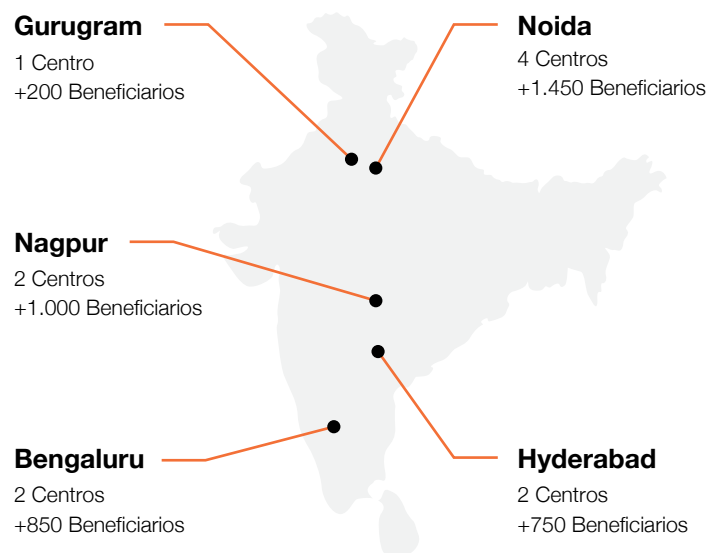 Gurugram
1 Centro
+200 Beneficiarios
Noida
4 Centros
+1.450 Beneficiarios
Nagpur
2 Centros
+1.000 Beneficiarios
Bengaluru
2 Centros
+850 Beneficiarios
Hyderabad
2 Centros
+750 Beneficiarios